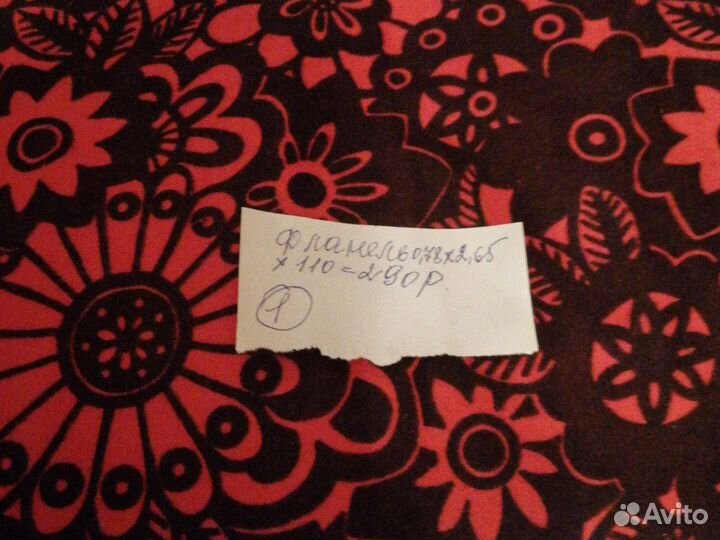 фланель 0,78х2,65
х 110 = 290р.
1
Avito